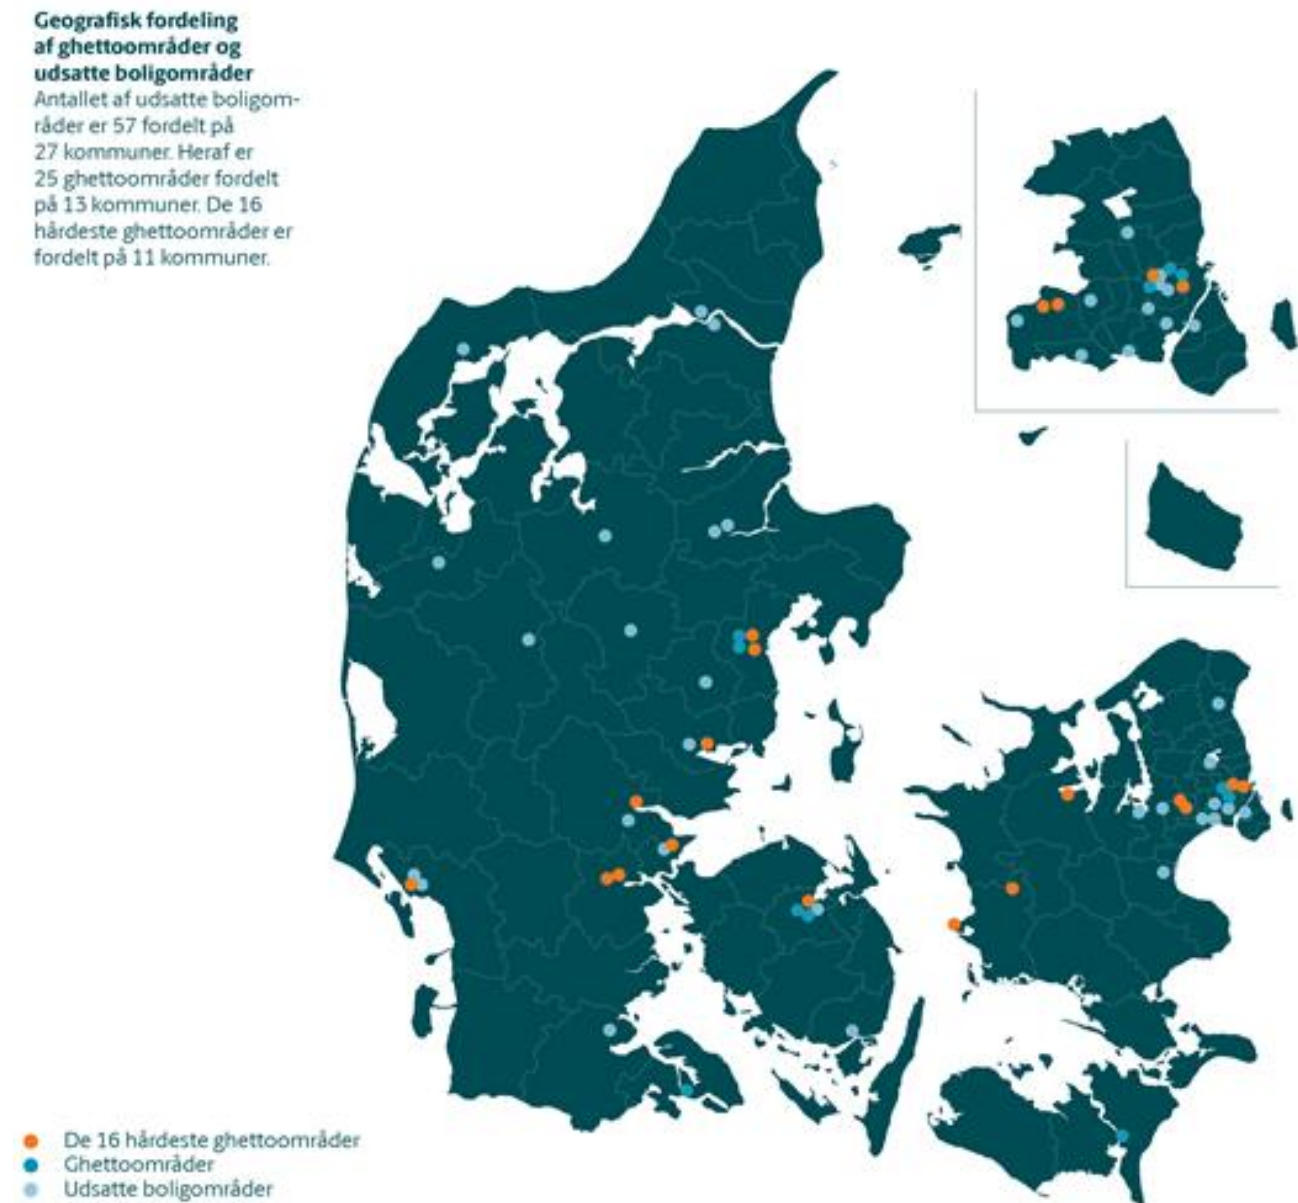 Geografisk fordeling
af ghettoområder og
udsatte boligområder
Antallet af udsatte boligom-
råder er 57 fordelt på
27 kommuner. Heraf er
25 ghettoområder fordelt
på 13 kommuner. De 16
hårdeste ghettoområder er
fordelt på 11 kommuner.
De 16 hårdeste ghettoområder
Ghettoområder
Udsatte boligområder